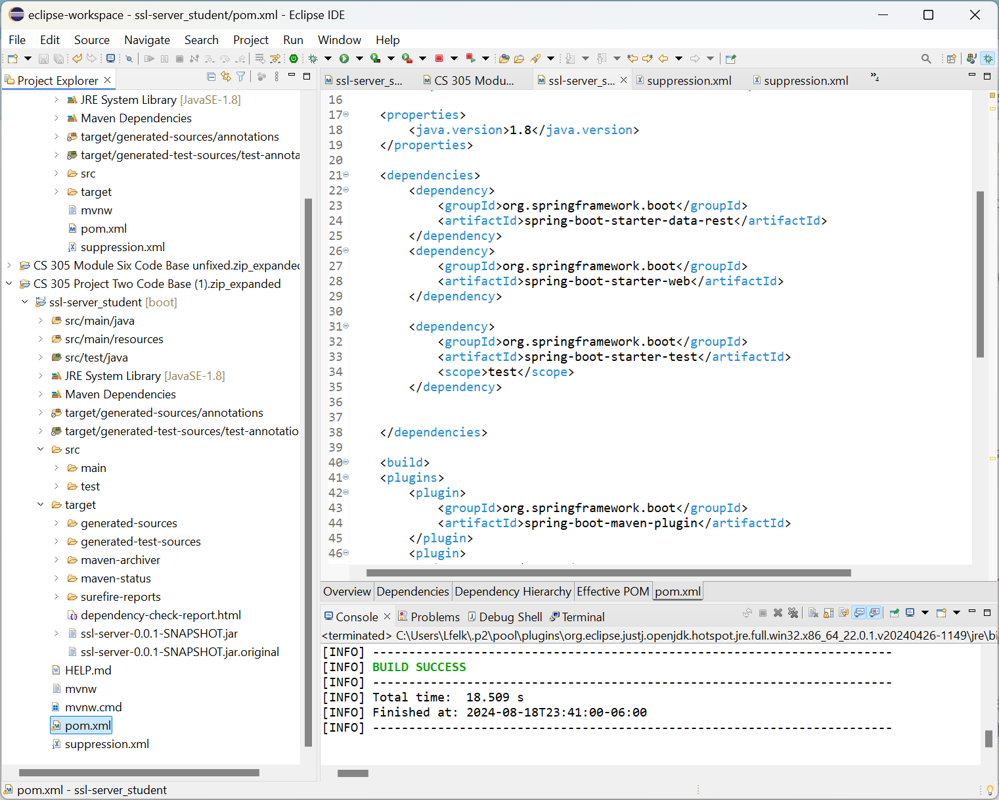 eclipse-workspace - ssl-server_student/pom.xml - Eclipse IDE
File Edit Source Navigate Search Project Run Window Help
Project Explorer
JRE System Library [JavaSE-1.8]
Maven Dependencies
target/generated-sources/annotations
target/generated-test-sources/test-annota
src
target
mvnw
pom.xml
suppression.xml
CS 305 Module Six Code Base unfixed.zip_expanded
CS 305 Project Two Code Base (1).zip_expanded
ssl-server_student [boot]
src/main/java
src/main/resources
src/test/java
JRE System Library [JavaSE-1.8]
Maven Dependencies
target/generated-sources/annotations
target/generated-test-sources/test-annotatio
src
main
test
target
generated-sources
generated-test-sources
maven-archiver
maven-status
surefire-reports
dependency-check-report.html
ssl-server-0.0.1-SNAPSHOT.jar
ssl-server-0.0.1-SNAPSHOT.jar.original
HELP.md
mvnw
mvnw.cmd
pom.xml
suppression.xml
ssl-server_s... CS 305 Modu... ssl-server_s... suppression.xml suppression.xml »4
16
17 <properties>
18 <java.version>1.8</java.version>
19 </properties>
20
21 <dependencies>
22 <dependency>
23 <groupId>org.springframework.boot</groupId>
24 <artifactId>spring-boot-starter-data-rest</artifactId>
25 </dependency>
26 <dependency>
27 <groupId>org.springframework.boot</groupId>
28 <artifactId>spring-boot-starter-web</artifactId>
29 </dependency>
30
31 <dependency>
32 <groupId>org.springframework.boot</groupId>
33 <artifactId>spring-boot-starter-test</artifactId>
34 <scope>test</scope>
35 </dependency>
36
37
38 </dependencies>
39
40 <build>
41 <plugins>
42 <plugin>
43 <groupId>org.springframework.boot</groupId>
44 <artifactId>spring-boot-maven-plugin</artifactId>
45 </plugin>
46 <plugin>
Overview Dependencies Dependency Hierarchy Effective POM pom.xml
Console Problems Debug Shell Terminal
<terminated> C:\Users\Lfelk\.p2\pool\plugins\org.eclipse.justj.openjdk.hotspot.jre.full.win32.x86_64_22.0.1.v20240426-1149\jre\bi
[INFO] ------------------------------------------------------------------------
[INFO] BUILD SUCCESS
[INFO] ------------------------------------------------------------------------
[INFO] Total time:  18.509 s
[INFO] Finished at: 2024-08-18T23:41:00-06:00
[INFO] ------------------------------------------------------------------------
pom.xml - ssl-server_student